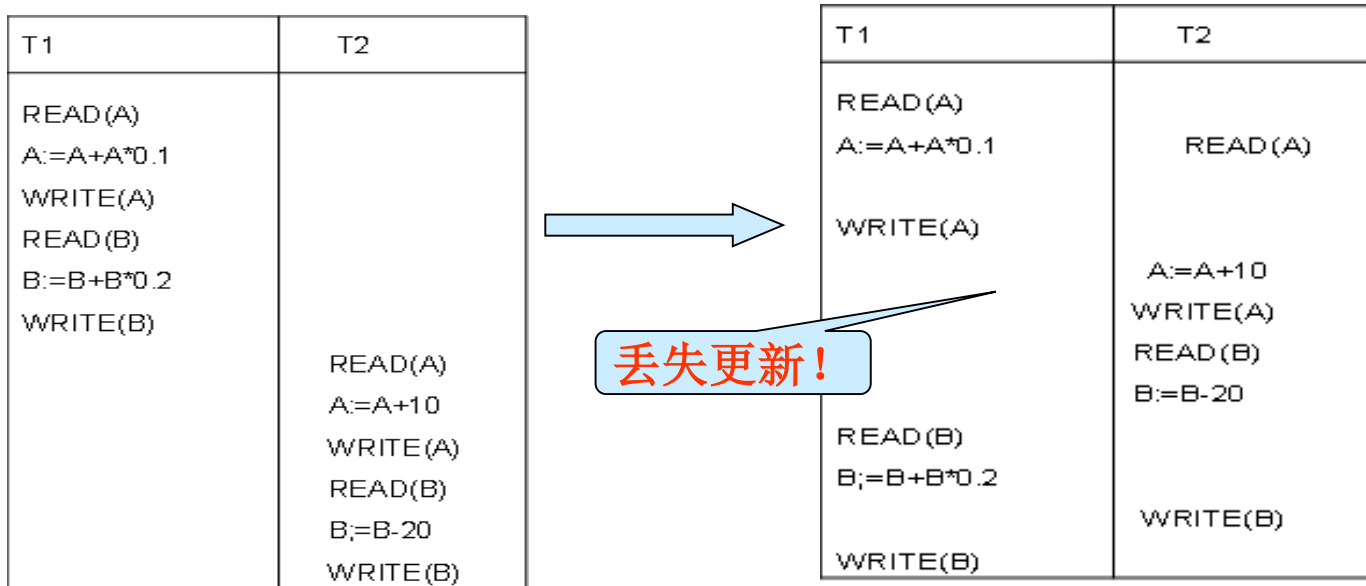 T1 T2
READ(A)
A:=A+A*0.1
WRITE(A)
READ(B)
B:=B+B*0.2
WRITE(B)
READ(A)
A:=A+10
WRITE(A)
READ(B)
B;=B-20
WRITE(B)
丢失更新！
T1 T2
READ(A)
A:=A+A*0.1 READ(A)
WRITE(A)
A:=A+10
WRITE(A)
READ(B)
B:=B-20
READ(B)
B;=B+B*0.2
WRITE(B)
WRITE(B)